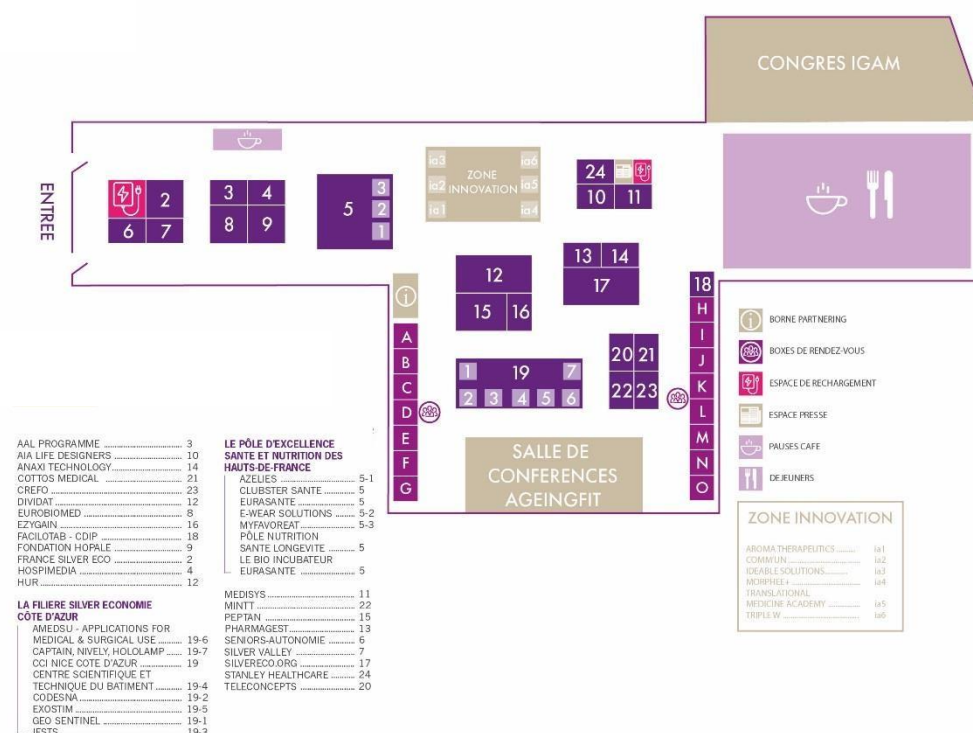 CONGRES IGAM
ENTREE
2
6
7
3
4
8
9
5
3
2
1
ZONE
INNOVATION
ia3
ia2
ia1
ia6
ia5
ia4
24
10
11
12
15
16
13
14
17
18
H
I
J
K
L
M
N
O
A
B
C
D
E
F
G
19
1
7
2
3
4
5
6
20
21
22
23
SALLE DE
CONFERENCES
AGEINGFIT
BORNE PARTNERING
BOXES DE RENDEZ-VOUS
ESPACE DE RECHARGEMENT
ESPACE PRESSE
PAUSES CAFE
DEJEUNERS
ZONE INNOVATION
AROMA THERAPEUTICS ........ ia1
COMM'UN ........ ia2
IDEABLE SOLUTIONS ........ ia3
MORPHEE+ ........ ia4
TRANSLATIONAL
MEDICINE ACADEMY ........ ia5
TRIPLE W ........ ia6
AAL PROGRAMME ........ 3
AIA LIFE DESIGNERS ........ 10
ANAXI TECHNOLOGY ........ 14
COTTOS MEDICAL ........ 21
CREFO ........ 23
DIVIDAT ........ 12
EUROBIOMED ........ 8
EZYGAIN ........ 16
FACILOTAB - CDIP ........ 18
FONDATION HOPALE ........ 9
FRANCE SILVER ECO ........ 2
HOSPIMEDIA ........ 4
HUR ........ 12
LA FILIERE SILVER ECONOMIE
CÔTE D'AZUR
AMEDSU - APPLICATIONS FOR
MEDICAL & SURGICAL USE ........ 19-6
CAPTAIN, NIVELY, HOLOLAMP ........ 19-7
CCI NICE COTE D'AZUR ........ 19
CENTRE SCIENTIFIQUE ET
TECHNIQUE DU BATIMENT ........ 19-4
CODESNA ........ 19-2
EXOSTIM ........ 19-5
GEO SENTINEL ........ 19-1
IFSTS ........ 19-3
LE PÔLE D'EXCELLENCE
SANTE ET NUTRITION DES
HAUTS-DE-FRANCE
AZELIES ........ 5-1
CLUBSTER SANTE ........ 5
EURASANTE ........ 5
E-WEAR SOLUTIONS ........ 5-2
MYFAVOREAT ........ 5-3
PÔLE NUTRITION
SANTE LONGEVITE ........ 5
LE BIO INCUBATEUR
EURASANTE ........ 5
MEDISYS ........ 11
MINTT ........ 22
PEPTAN ........ 15
PHARMAGEST ........ 13
SENIORS-AUTONOMIE ........ 6
SILVER VALLEY ........ 7
SILVERECO.ORG ........ 17
STANLEY HEALTHCARE ........ 24
TELECONCEPTS ........ 20